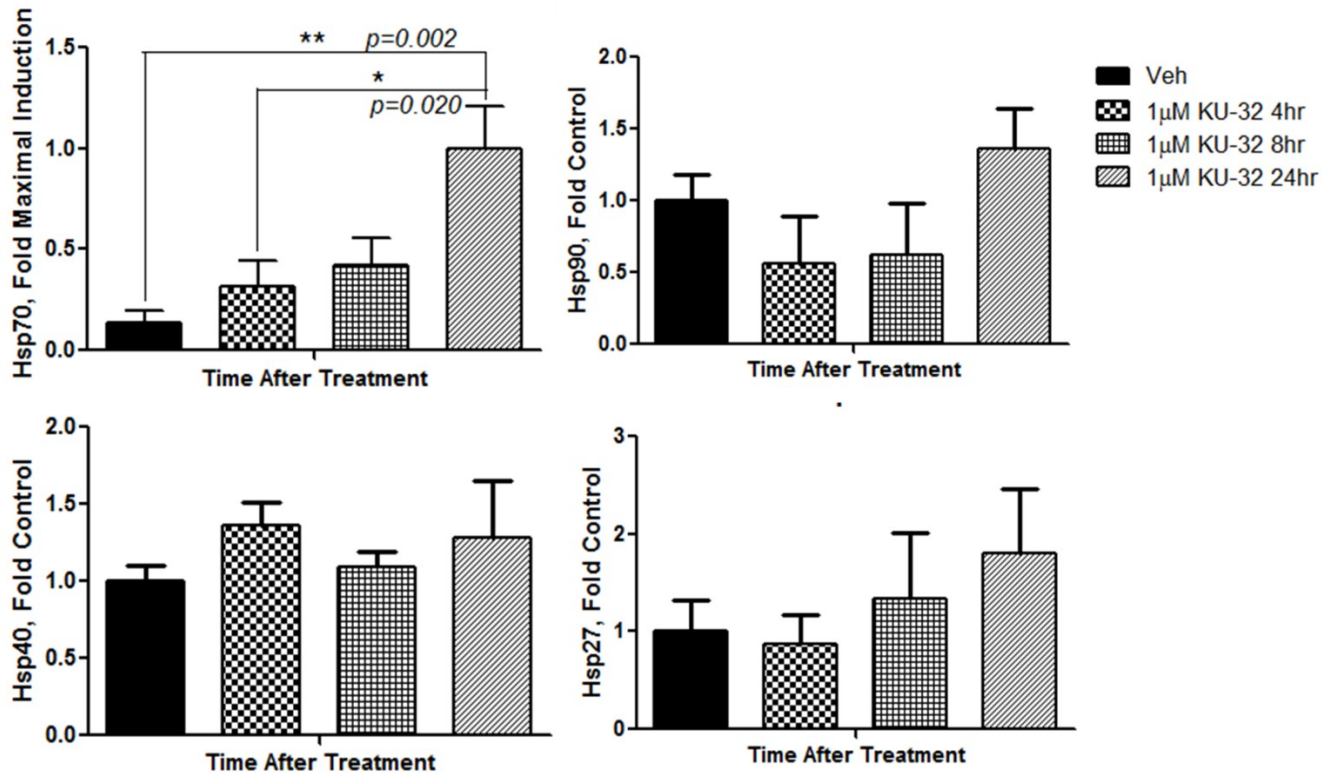 Hsp70, Fold Maximal Induction
1.5
1.0
0.5
0.0
** p=0.002
*
p=0.020
Time After Treatment
Hsp90, Fold Control
2.0
1.5
1.0
0.5
0.0
Time After Treatment
Veh
1μM KU-32 4hr
1μM KU-32 8hr
1μM KU-32 24hr
Hsp40, Fold Control
2.0
1.5
1.0
0.5
0.0
Time After Treatment
Hsp27, Fold Control
3
2
1
0
Time After Treatment